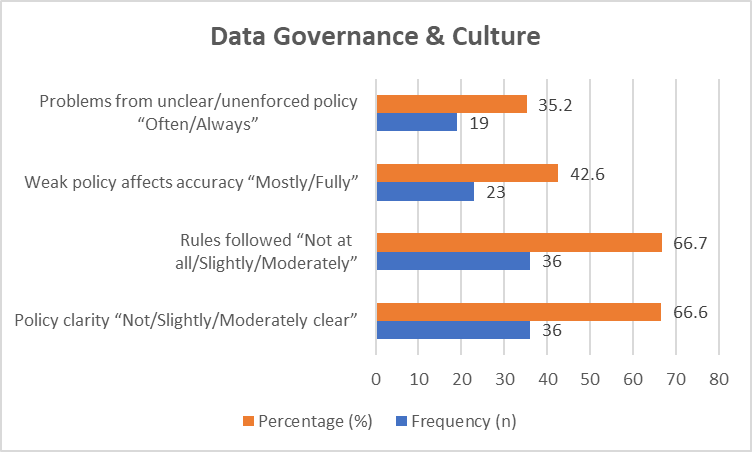 Data Governance & Culture
Problems from unclear/unenforced policy
“Often/Always”
35.2
19
Weak policy affects accuracy “Mostly/Fully”
42.6
23
Rules followed “Not at
all/Slightly/Moderately”
66.7
36
Policy clarity “Not/Slightly/Moderately clear”
66.6
36
0 10 20 30 40 50 60 70 80
Percentage (%) Frequency (n)